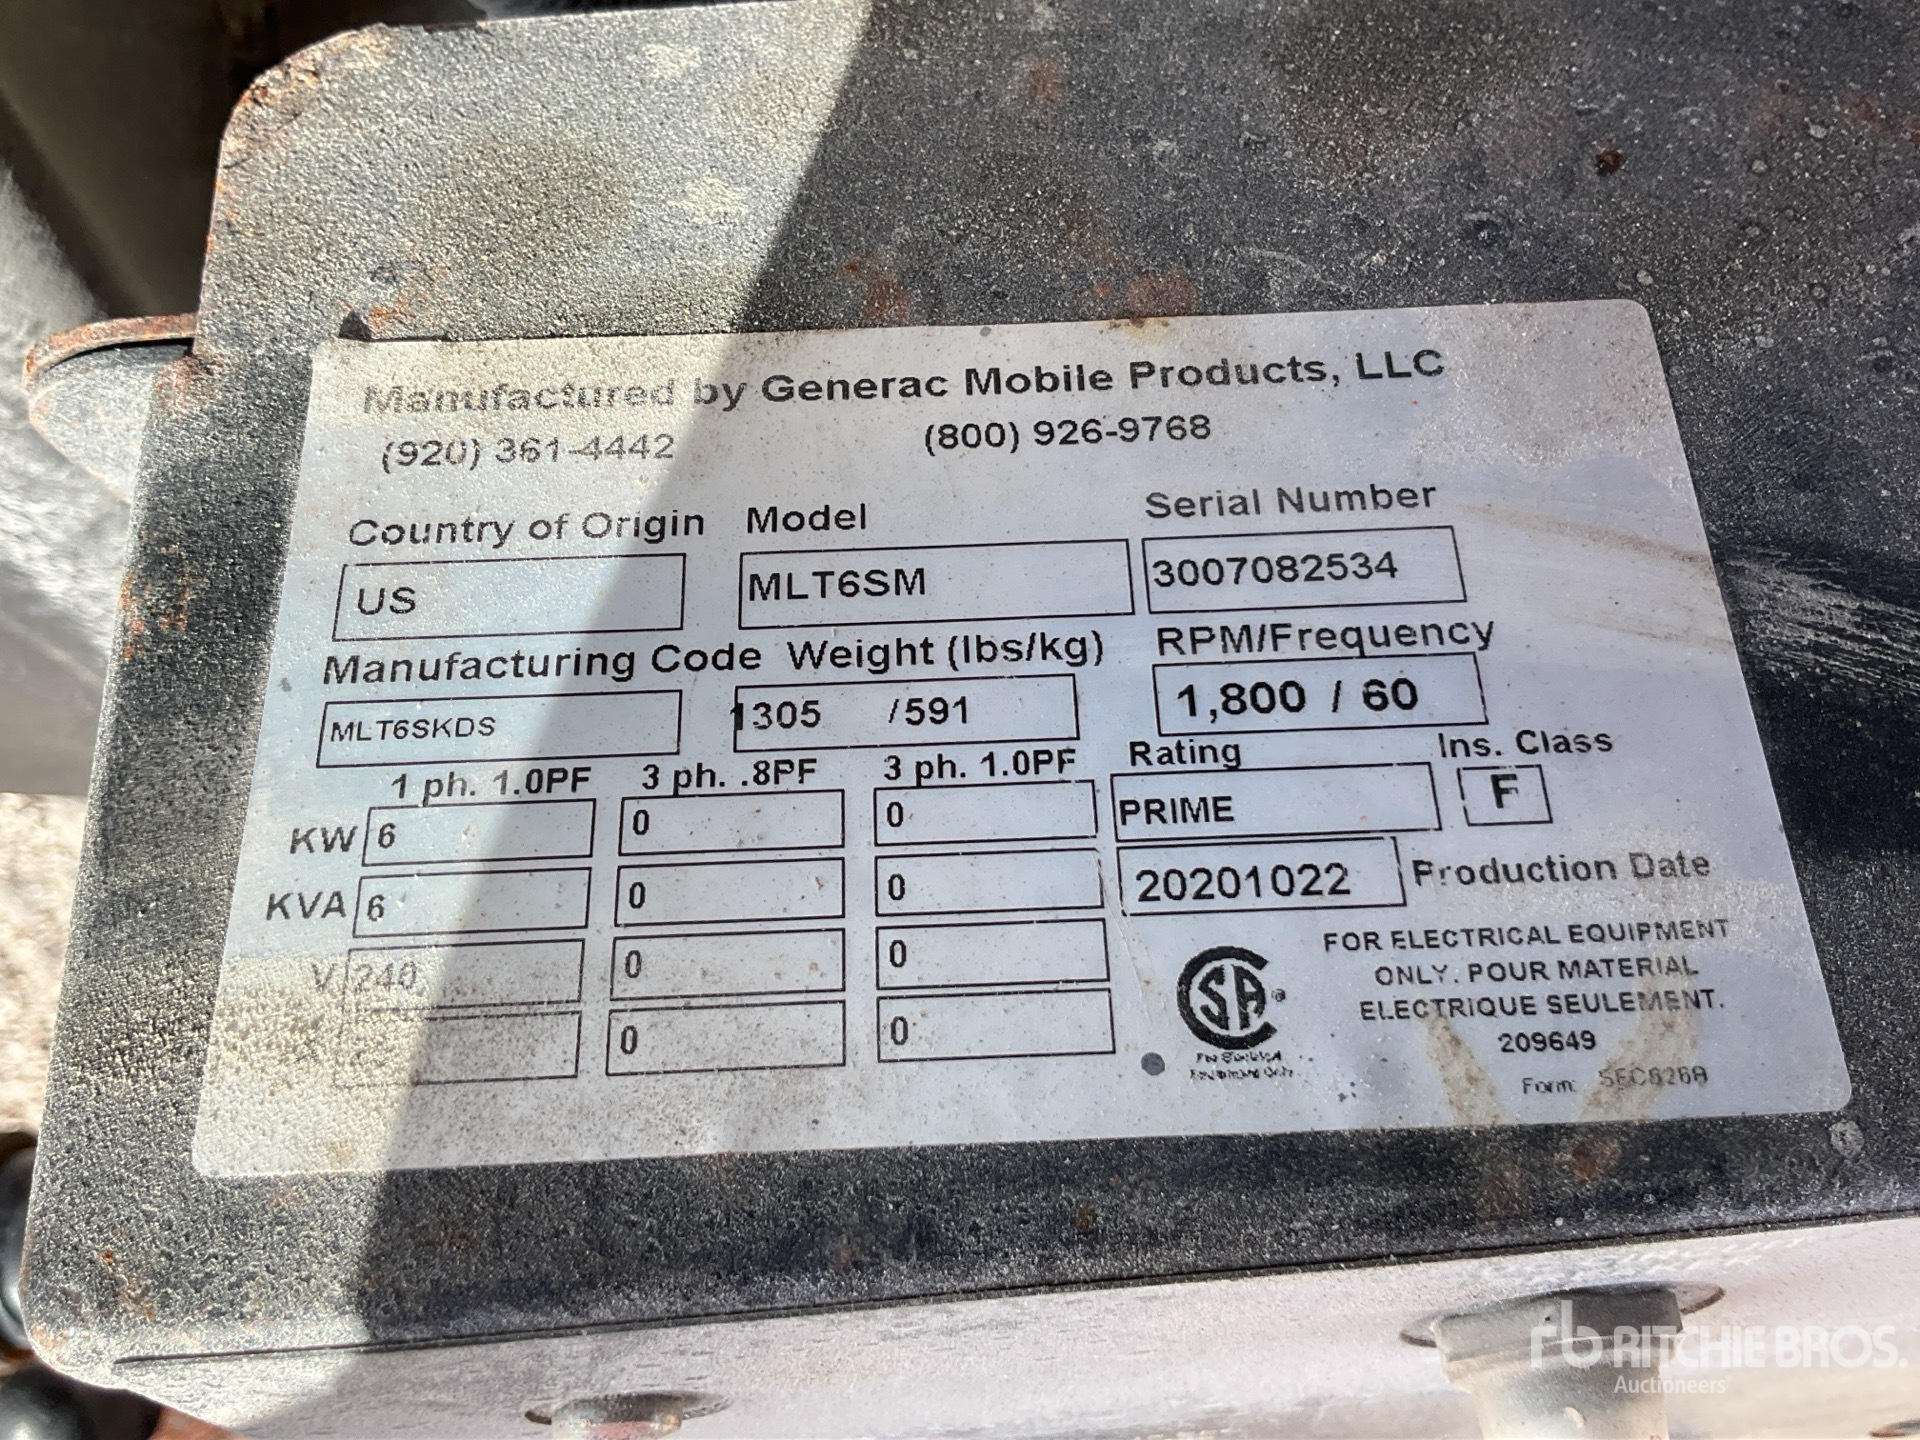 Manufactured by Generac Mobile Products, LLC
(920) 361-4442 (800) 926-9768
Country of Origin Model Serial Number
US MLT6SM 3007082534
Manufacturing Code Weight (lbs/kg) RPM/Frequency
MLT6SKDS 1305 /591 1,800 / 60
1 ph. 1.0PF 3 ph. .8PF 3 ph. 1.0PF Rating Ins. Class
KW 6 0 0 PRIME F
KVA 6 0 0 20201022 Production Date
V 240 0 0
0 0
FOR ELECTRICAL EQUIPMENT
ONLY. POUR MATERIAL
ELECTRIQUE SEULEMENT.
209649
Form:
SA ®
RITCHIE BROS.
Auctioneers